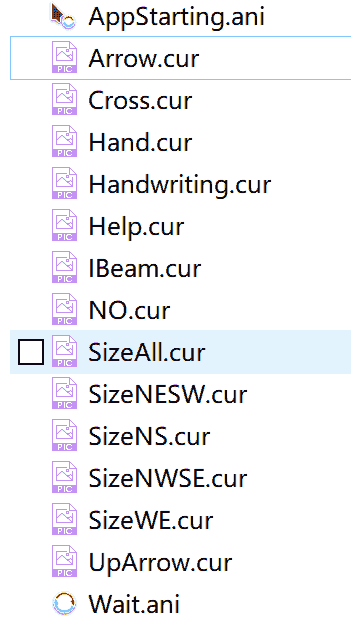 AppStarting.ani
Arrow.cur
Cross.cur
Hand.cur
Handwriting.cur
Help.cur
IBeam.cur
NO.cur
SizeAll.cur
SizeNESW.cur
SizeNS.cur
SizeNWSE.cur
SizeWE.cur
UpArrow.cur
Wait.ani